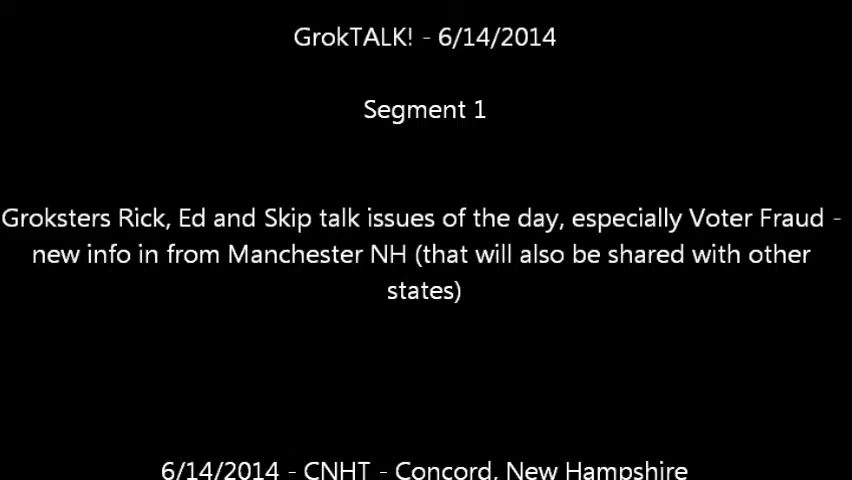 GrokTALK! - 6/14/2014
Segment 1
Groksters Rick, Ed and Skip talk issues of the day, especially Voter Fraud -
new info in from Manchester NH (that will also be shared with other
states)
6/14/2014 - CNHT - Concord, New Hampshire